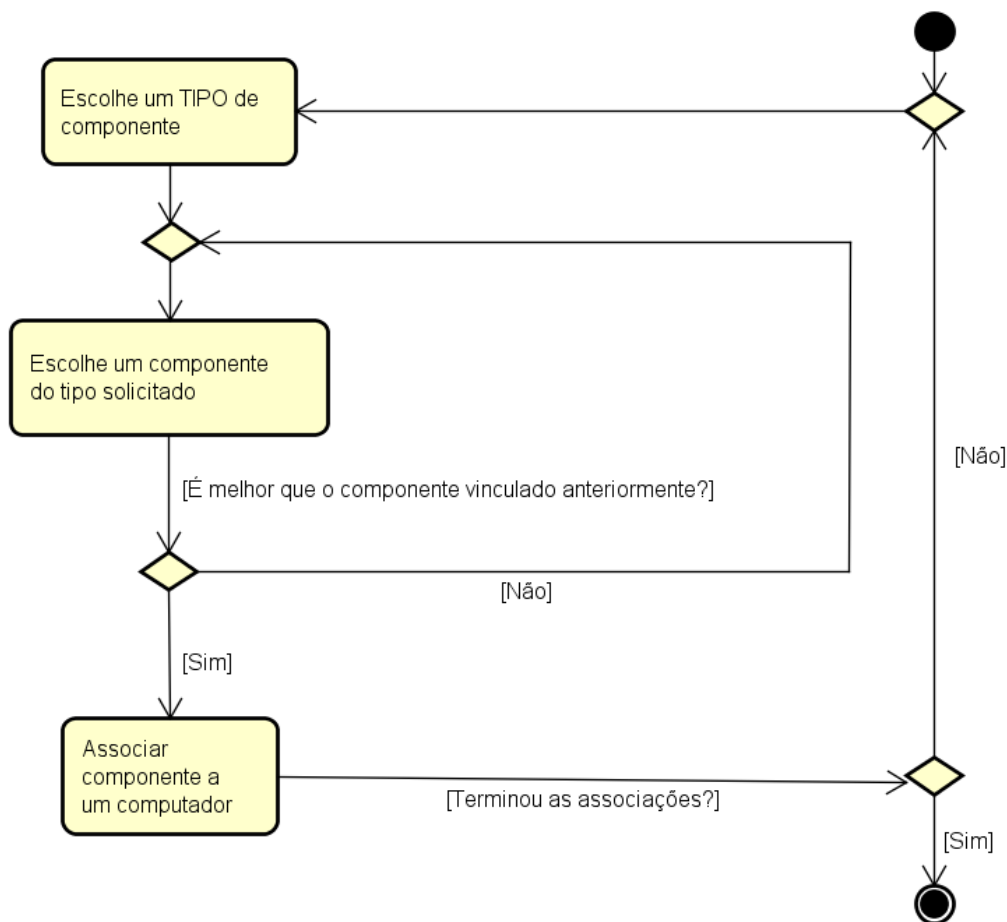 Escolhe um TIPO de
componente
Escolhe um componente
do tipo solicitado
[Não]
[É melhor que o componente vinculado anteriormente?]
[Não]
[Sim]
Associar
componente a
um computador
[Terminou as associações?]
[Sim]